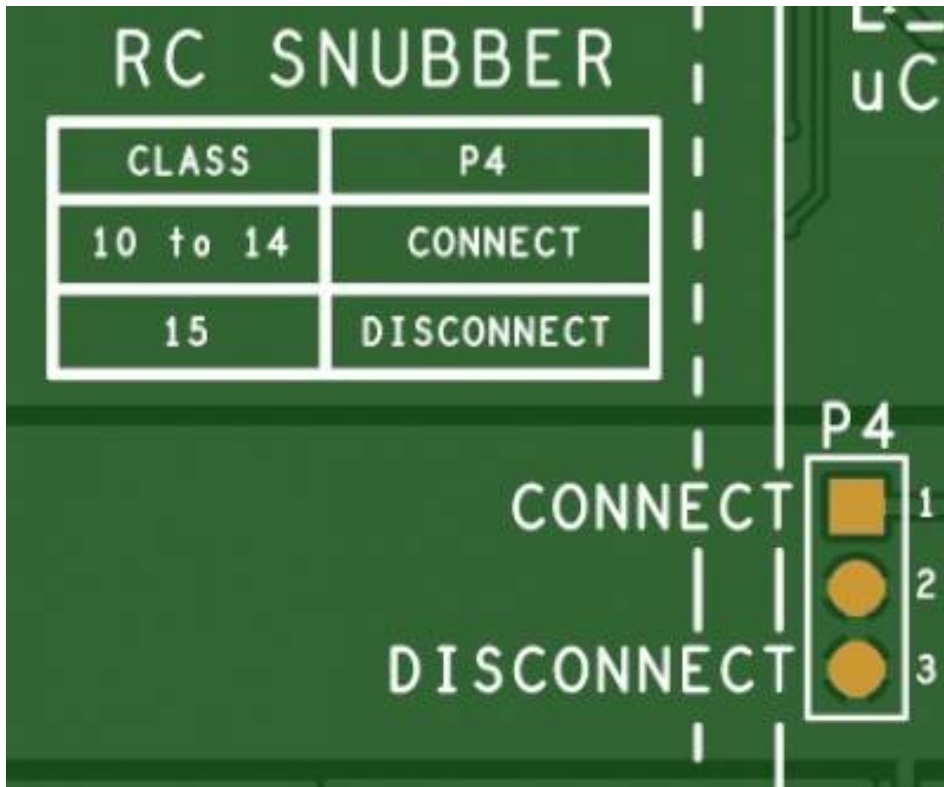 RC SNUBBER
CLASS P4
10 to 14 CONNECT
15 DISCONNECT
uC
P4
CONNECT 1
2
DISCONNECT 3